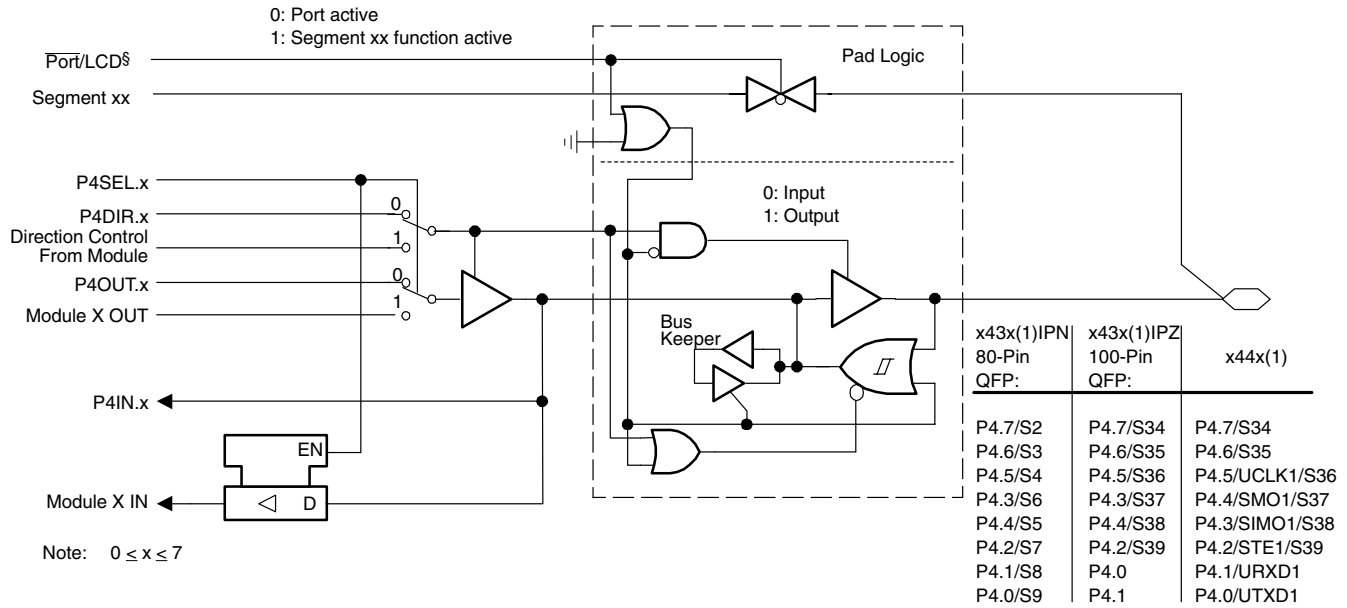 0: Port active
1: Segment xx function active
Port/LCD§
Segment xx
Pad Logic
P4SEL.x
0: Input
1: Output
P4DIR.x
0
Direction Control
From Module
1
P4OUT.x
0
Module X OUT
1
Bus
Keeper
P4IN.x
EN
Module X IN
D
Note: 0 ≤ x ≤ 7
x43x(1)IPN x43x(1)IPZ
80-Pin 100-Pin x44x(1)
QFP: QFP:
P4.7/S2 P4.7/S34 P4.7/S34
P4.6/S3 P4.6/S35 P4.6/S35
P4.5/S4 P4.5/S36 P4.5/UCLK1/S36
P4.3/S6 P4.3/S37 P4.4/SMO1/S37
P4.4/S5 P4.4/S38 P4.3/SIMO1/S38
P4.2/S7 P4.2/S39 P4.2/STE1/S39
P4.1/S8 P4.0 P4.1/URXD1
P4.0/S9 P4.1 P4.0/UTXD1